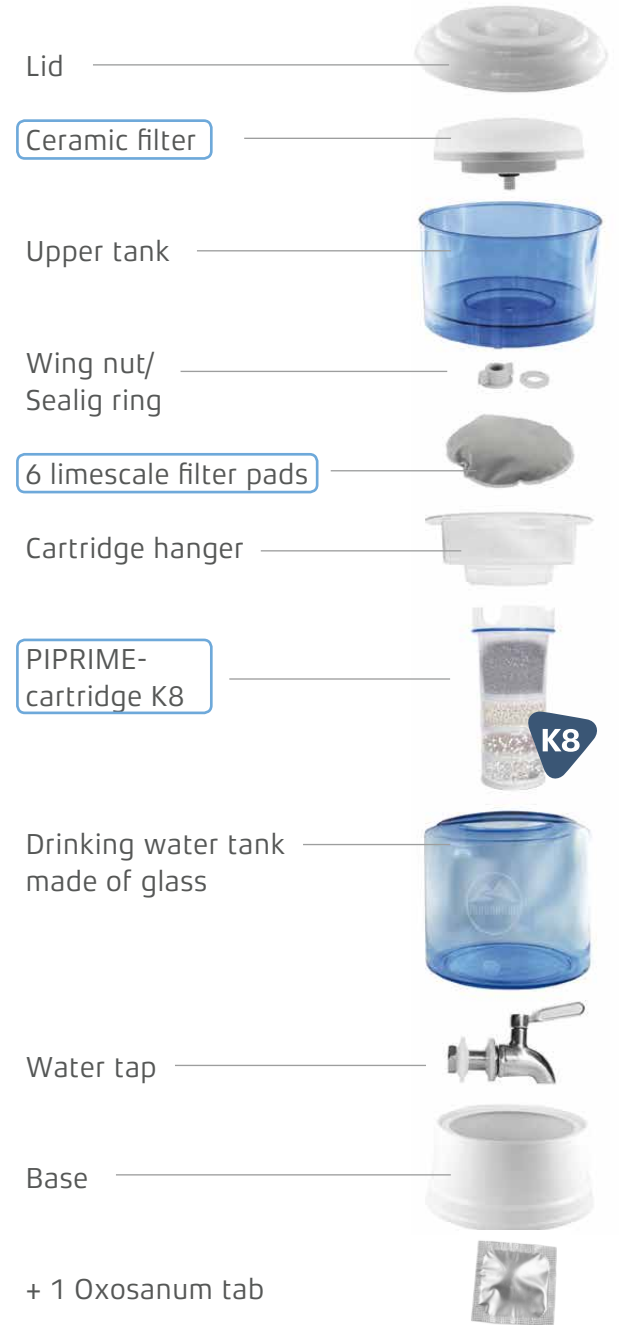 Lid
Ceramic filter
Upper tank
Wing nut/
Sealig ring
6 limescale filter pads
Cartridge hanger
PIPRIME-
cartridge K8
K8
Drinking water tank
made of glass
Water tap
Base
+ 1 Oxosanum tab